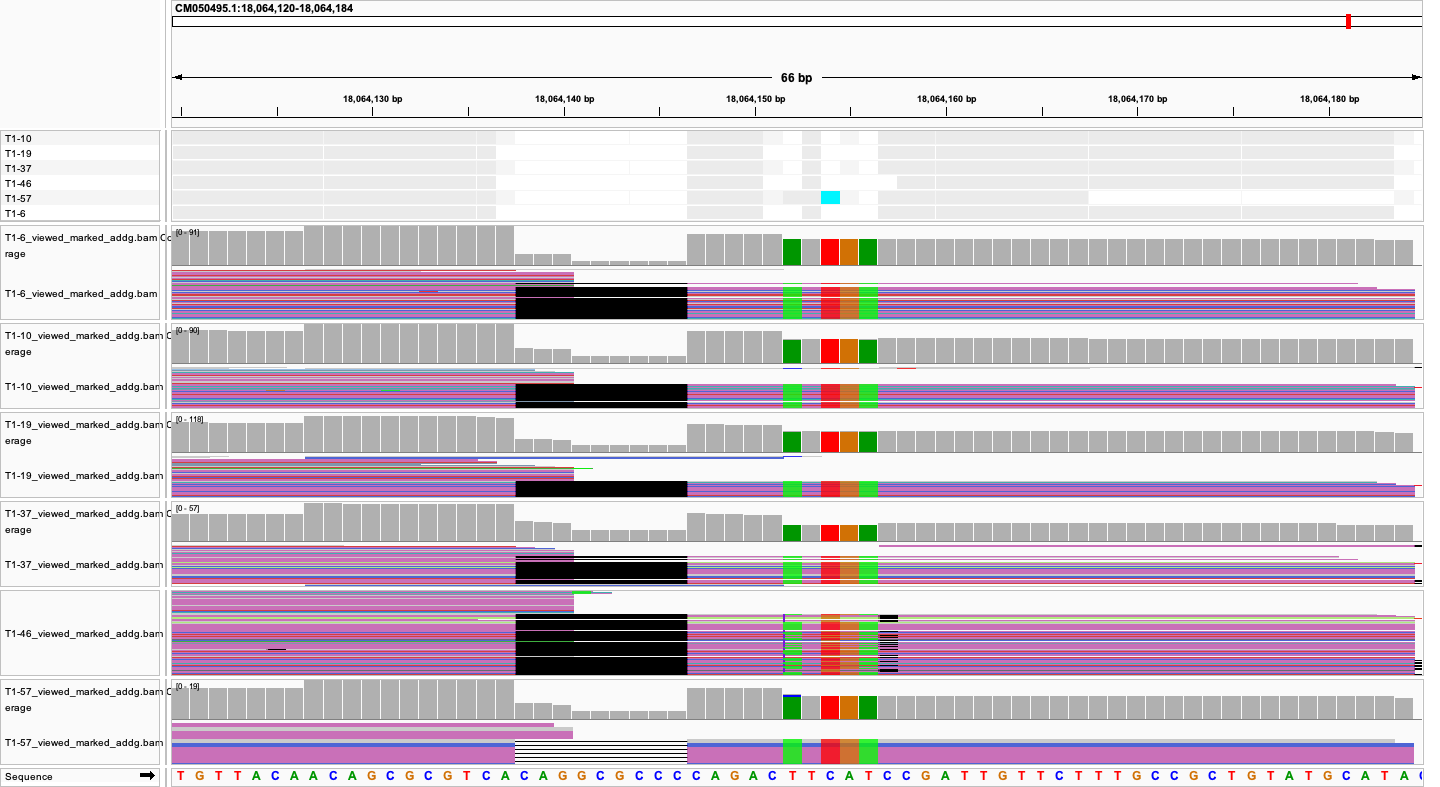 CM050495.1:18,064,120-18,064,184
66 bp
18,064,130 bp 18,064,140 bp 18,064,150 bp 18,064,160 bp 18,064,170 bp 18,064,180 bp
T1-10
T1-19
T1-37
T1-46
T1-57
T1-6
T1-6_viewed_marked_addg.bam Co
rage
[0 - 91]
T1-6_viewed_marked_addg.bam
T1-10_viewed_marked_addg.bam C
erage
[0 - 90]
T1-10_viewed_marked_addg.bam
T1-19_viewed_marked_addg.bam C
erage
[0 - 118]
T1-19_viewed_marked_addg.bam
T1-37_viewed_marked_addg.bam C
erage
[0 - 57]
T1-37_viewed_marked_addg.bam
T1-46_viewed_marked_addg.bam
T1-57_viewed_marked_addg.bam C
erage
[0 - 19]
T1-57_viewed_marked_addg.bam
Sequence T G T T A C A A C A G C G C G T C A C A G G C G C C C C A G A C T T C A T C C G A T T G T T C T T T G C C G C T G T A T G C A T A